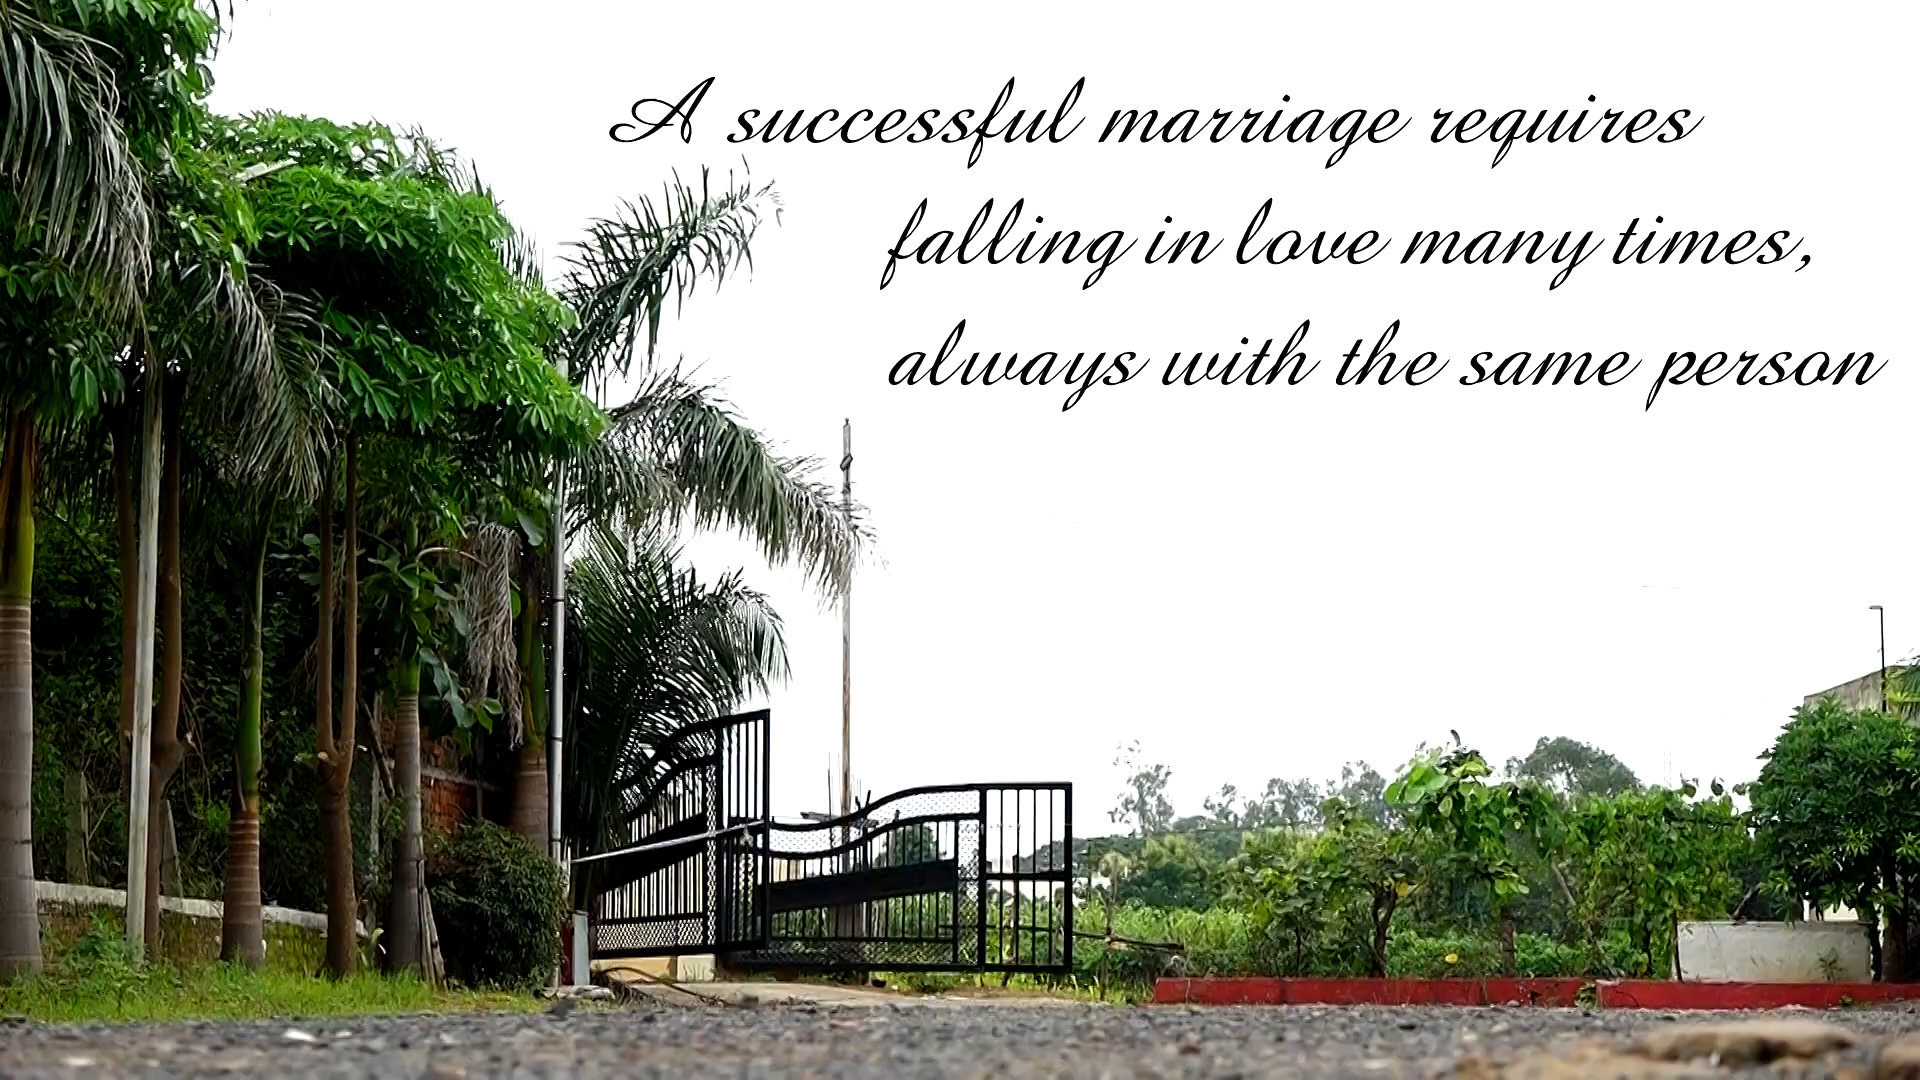 A successful marriage requires
falling in love many times,
always with the same person